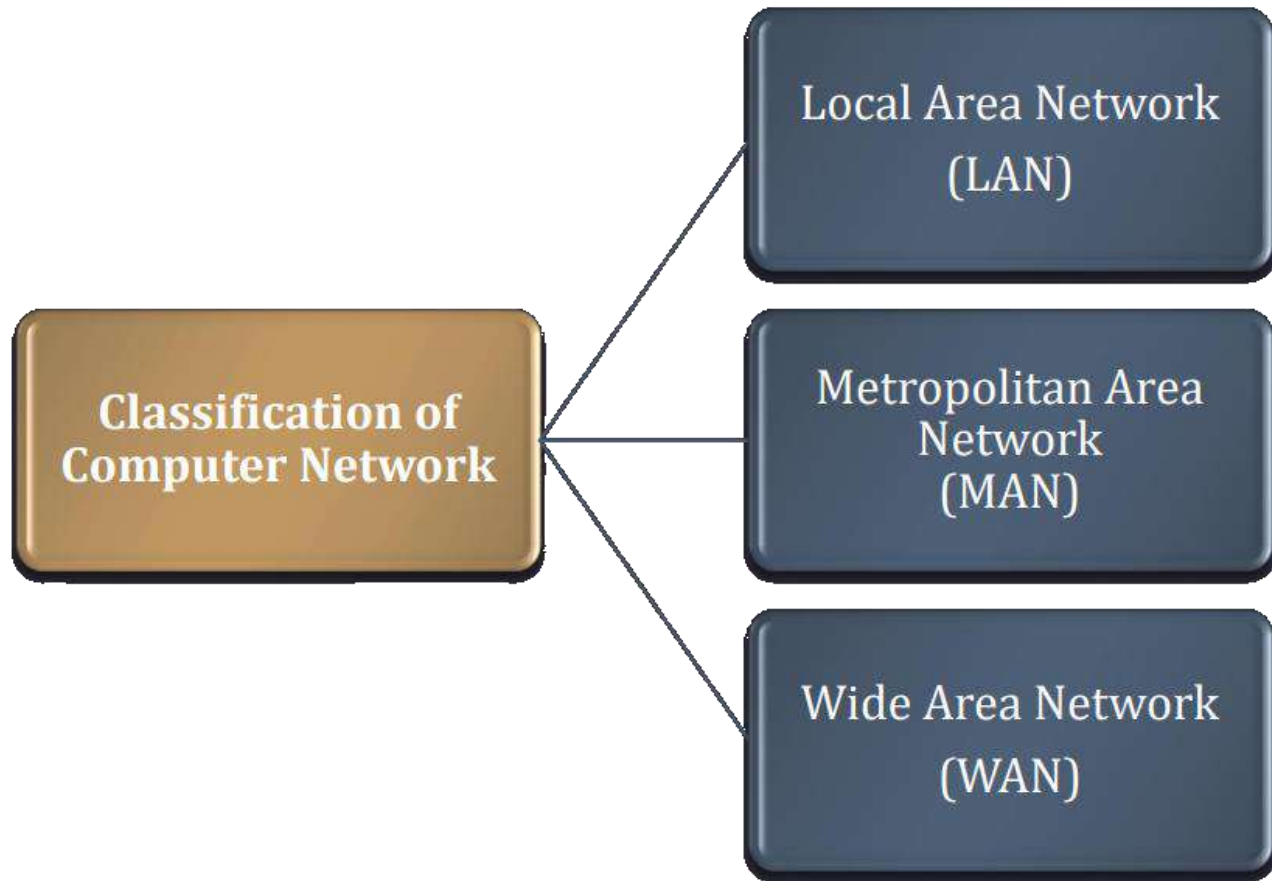 Classification of
Computer Network
Local Area Network
(LAN)
Metropolitan Area
Network
(MAN)
Wide Area Network
(WAN)